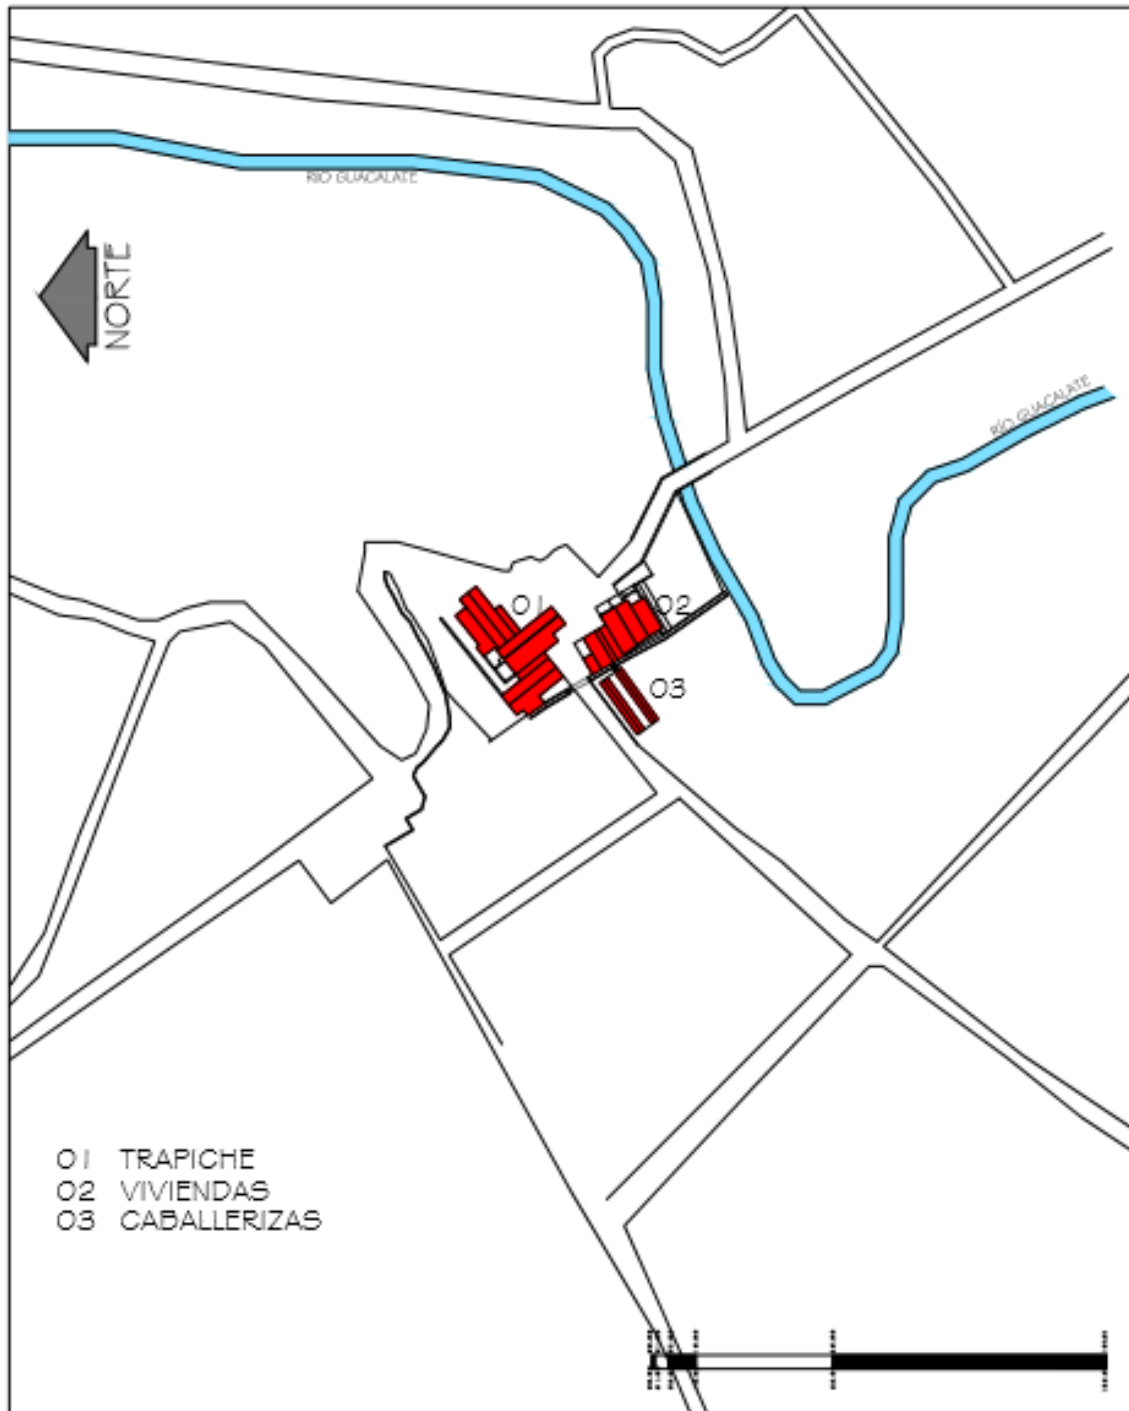 RÍO GUACALATE
NORTE
RÍO GUACALATE
01
02
03
01 TRAPICHE
02 VIVIENDAS
03 CABALLERIZAS